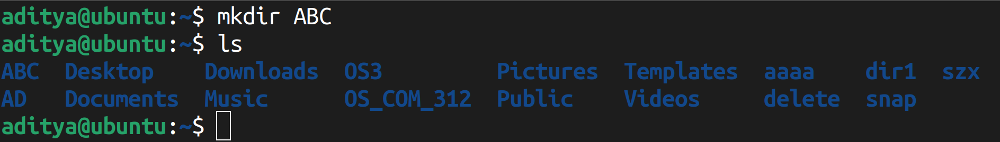 aditya@ubuntu:~$ mkdir ABC
aditya@ubuntu:~$ ls
ABC  Desktop    Downloads  OS3         Pictures  Templates  aaaa    dir1  szx
AD   Documents  Music      OS_COM_312  Public    Videos     delete  snap
aditya@ubuntu:~$